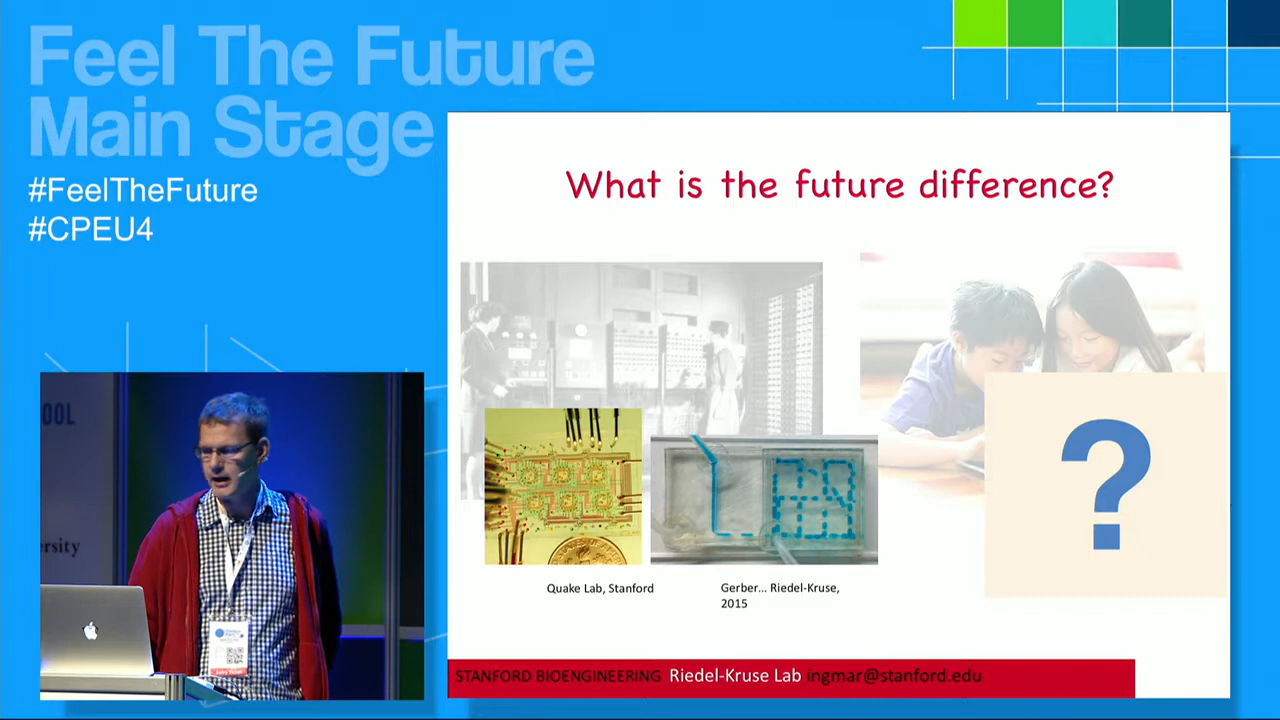 Feel The Future
Main Stage
#FeelTheFuture
#CPEU4
What is the future difference?
?
Quake Lab, Stanford
Gerber... Riedel-Kruse,
2015
STANFORD BIOENGINEERING Riedel-Kruse Lab ingmar@stanford.edu